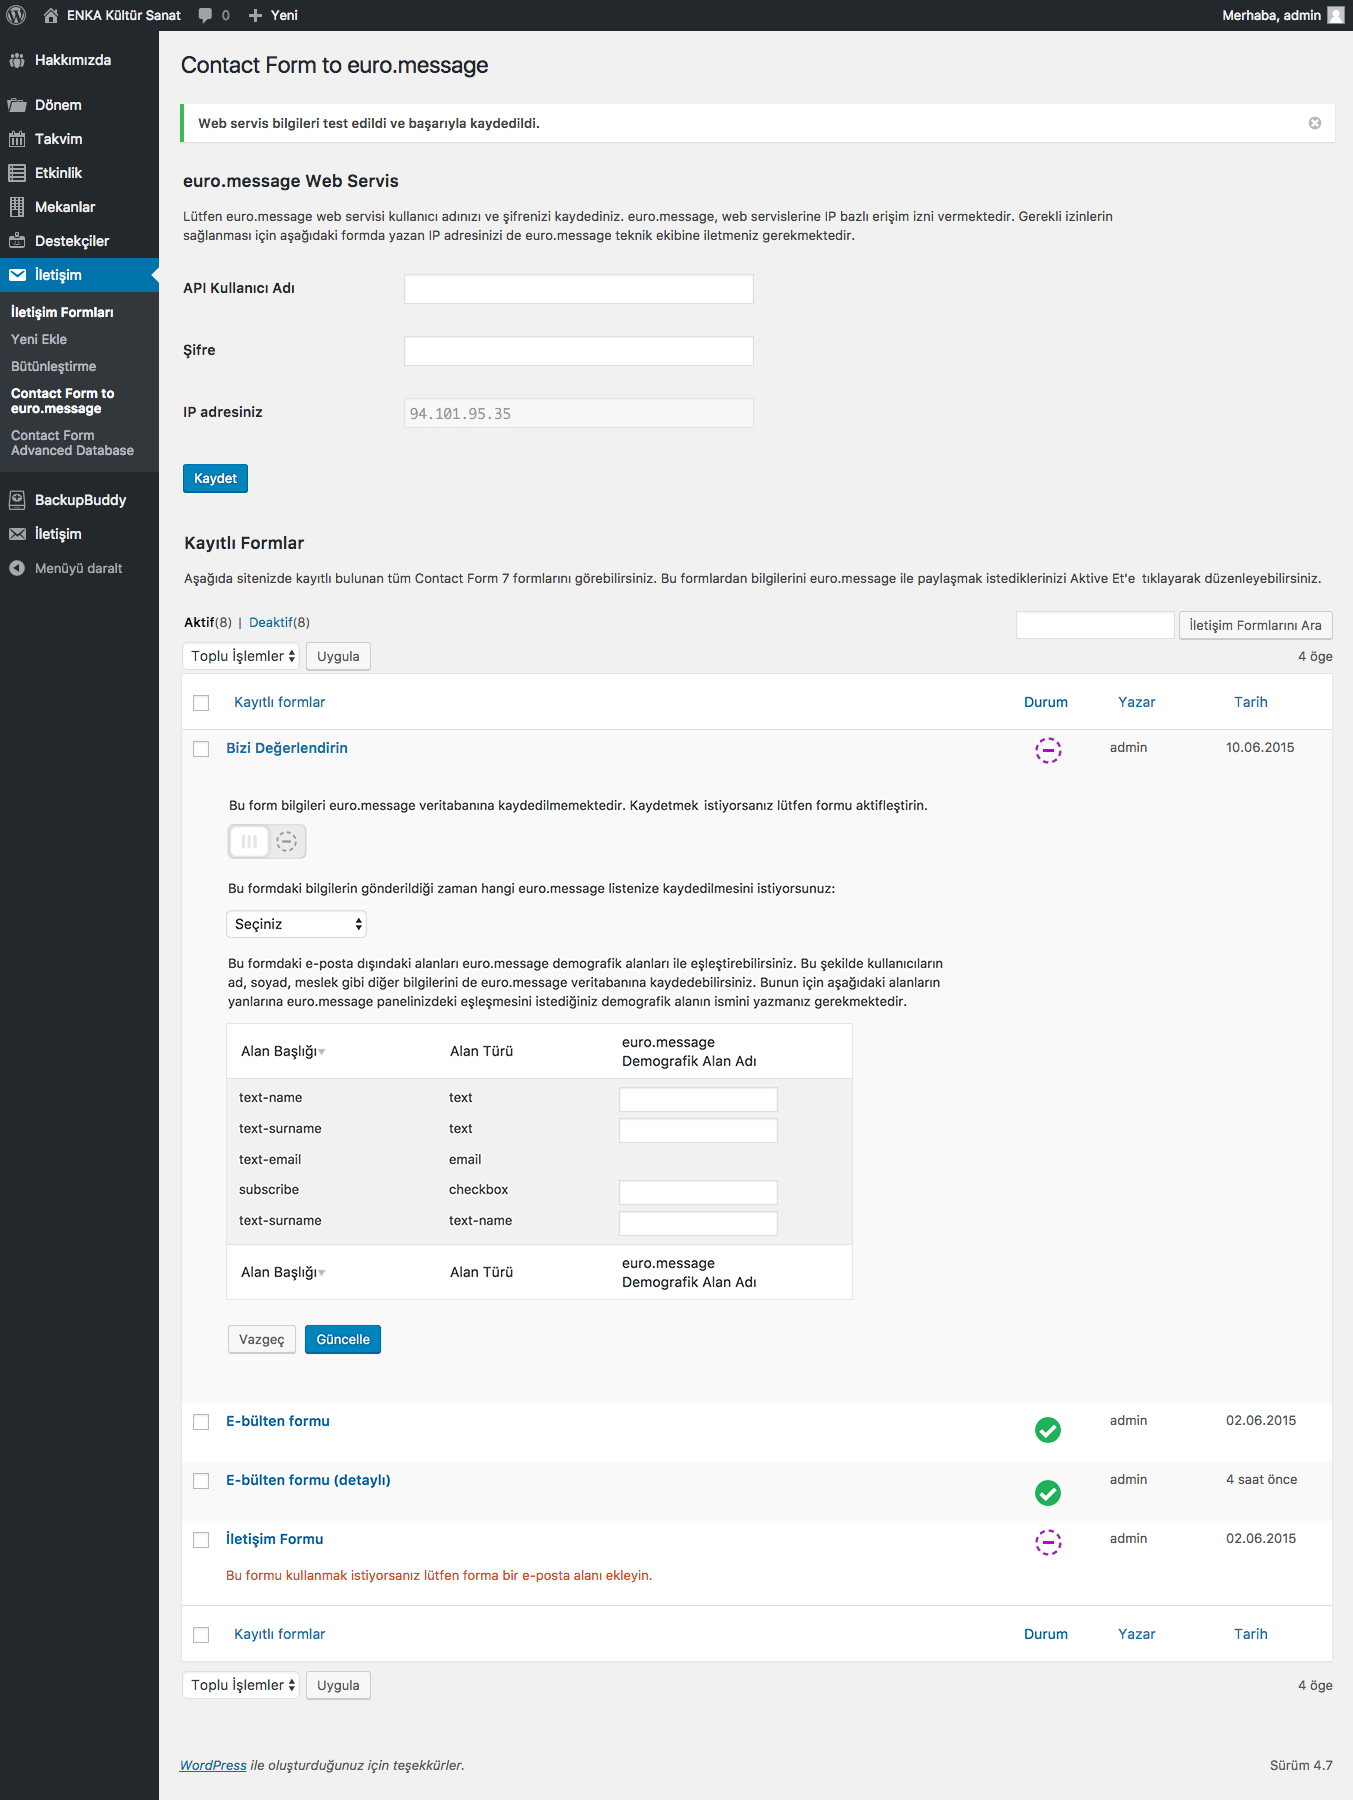 ENKA Kültür Sanat 0 Yeni
Merhaba, admin
Hakkımızda
Dönem
Takvim
Etkinlik
Mekanlar
Destekçiler
İletişim
İletişim Formları
Yeni Ekle
Bütünleştirme
Contact Form to
euro.message
Contact Form
Advanced Database
BackupBuddy
İletişim
Menüyü daralt
Contact Form to euro.message
Web servis bilgileri test edildi ve başarıyla kaydedildi.
euro.message Web Servis
Lütfen euro.message web servisi kullanıcı adınızı ve şifrenizi kaydediniz. euro.message, web servislerine IP bazlı erişim izni vermektedir. Gerekli izinlerin
sağlanması için aşağıdaki formda yazan IP adresinizi de euro.message teknik ekibine iletmeniz gerekmektedir.
API Kullanıcı Adı
Şifre
IP adresiniz 94.101.95.35
Kaydet
Kayıtlı Formlar
Aşağıda sitenizde kayıtlı bulunan tüm Contact Form 7 formlarını görebilirsiniz. Bu formlardan bilgilerini euro.message ile paylaşmak istediklerinizi Aktive Et'e tıklayarak düzenleyebilirsiniz.
Aktif(8) | Deaktif(8)
İletişim Formlarını Ara
Toplu İşlemler Uygula 4 öge
Kayıtlı formlar Durum Yazar Tarih
Bizi Değerlendirin admin 10.06.2015
Bu form bilgileri euro.message veritabanına kaydedilmemektedir. Kaydetmek istiyorsanız lütfen formu aktifleştirin.
Bu formdaki bilgilerin gönderildiği zaman hangi euro.message listenize kaydedilmesini istiyorsunuz:
Seçiniz
Bu formdaki e-posta dışındaki alanları euro.message demografik alanları ile eşleştirebilirsiniz. Bu şekilde kullanıcıların
ad, soyad, meslek gibi diğer bilgilerini de euro.message veritabanına kaydedebilirsiniz. Bunun için aşağıdaki alanların
yanlarına euro.message panelinizdeki eşleşmesini istediğiniz demografik alanın ismini yazmanız gerekmektedir.
Alan Başlığı Alan Türü euro.message
Demografik Alan Adı
text-name text
text-surname text
text-email email
subscribe checkbox
text-surname text-name
Alan Başlığı Alan Türü euro.message
Demografik Alan Adı
Vazgeç Güncelle
E-bülten formu admin 02.06.2015
E-bülten formu (detaylı) admin 4 saat önce
İletişim Formu admin 02.06.2015
Bu formu kullanmak istiyorsanız lütfen forma bir e-posta alanı ekleyin.
Kayıtlı formlar Durum Yazar Tarih
Toplu İşlemler Uygula 4 öge
WordPress ile oluşturduğunuz için teşekkürler.
Sürüm 4.7